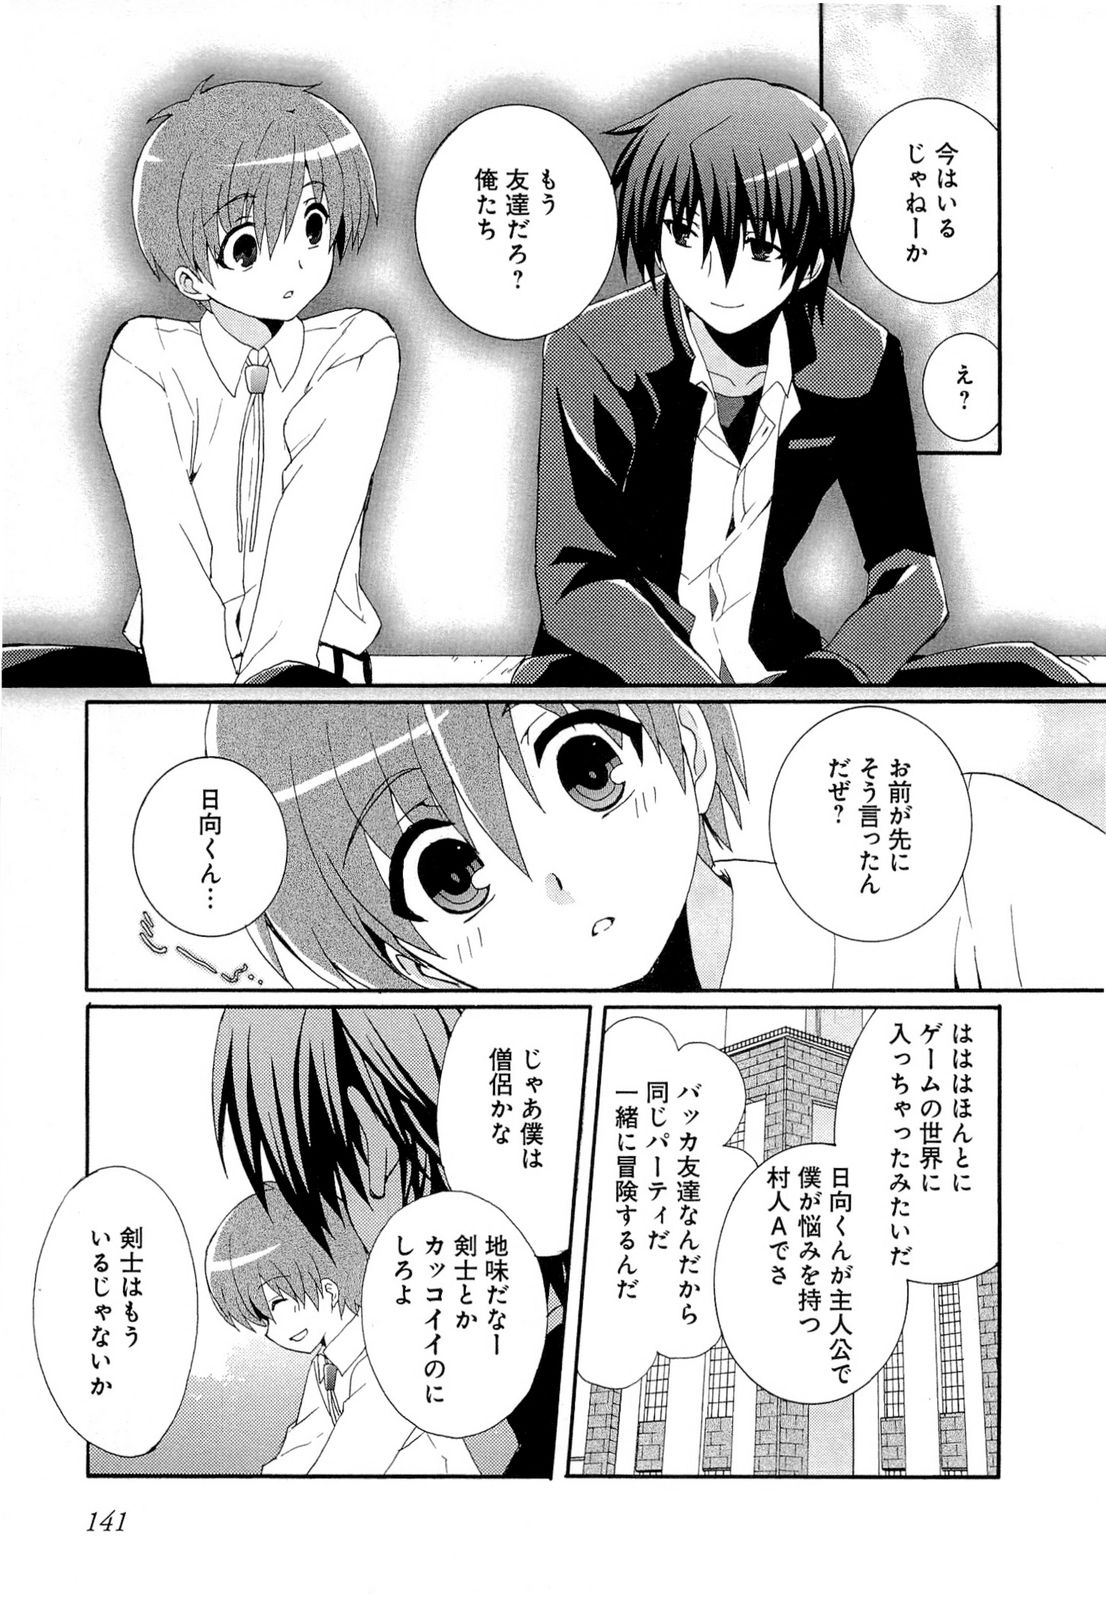 今はいる
じゃねーか
え?
もう
友達だろ?
俺たち
お前が先に
そう言ったん
だぜ?
日向くん…
じーん…
はははほんとに
ゲームの世界に
入っちゃったみたいだ
日向くんが主人公で
僕が悩みを持つ
村人Aでさ
バッカ友達なんだから
同じパーティだ
一緒に冒険するんだ
じゃあ僕は
僧侶かな
地味だなー
剣士とか
カッコイイのに
しろよ
剣士はもう
いるじゃないか
141